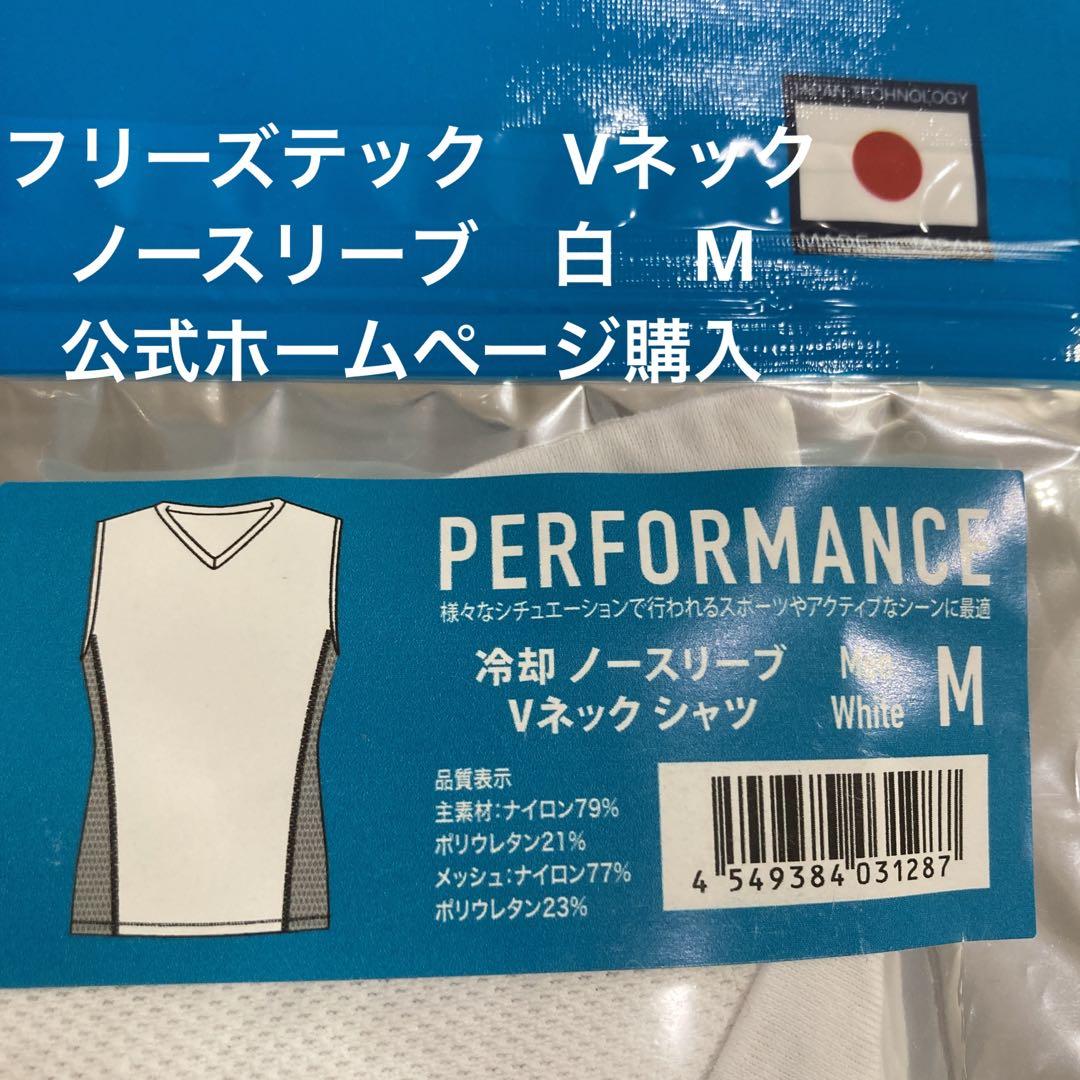 JAPAN TECHNOLOGY
フリーズテック Vネック
ノースリーブ 白 M
MADE IN JAPAN
公式ホームページ購入
PERFORMANCE
様々なシチュエーションで行われるスポーツやアクティブなシーンに最適
冷却 ノースリーブ Men M
Vネック シャツ White
品質表示
主素材:ナイロン79%
ポリウレタン21%
メッシュ:ナイロン77%
ポリウレタン23%
4 549384 031287